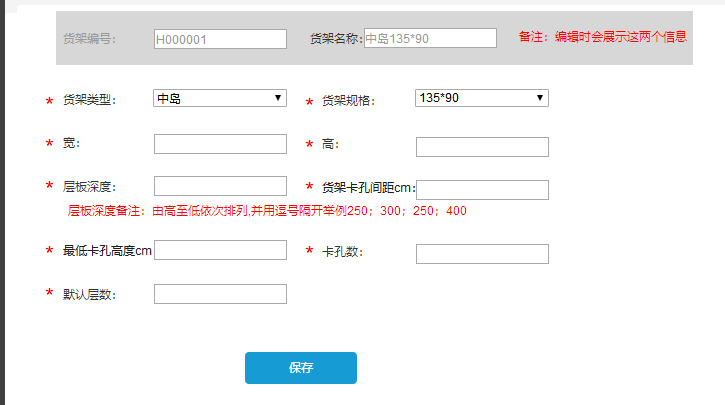 货架编号： H000001 货架名称: 中岛135*90 备注：编辑时会展示这两个信息
* 货架类型： 中岛 * 货架规格： 135*90
* 宽： * 高：
* 层板深度： * 货架卡孔间距cm：
层板深度备注：由高至低依次排列,并用逗号隔开举例250；300；250；400
* 最低卡孔高度cm * 卡孔数：
* 默认层数：
保存